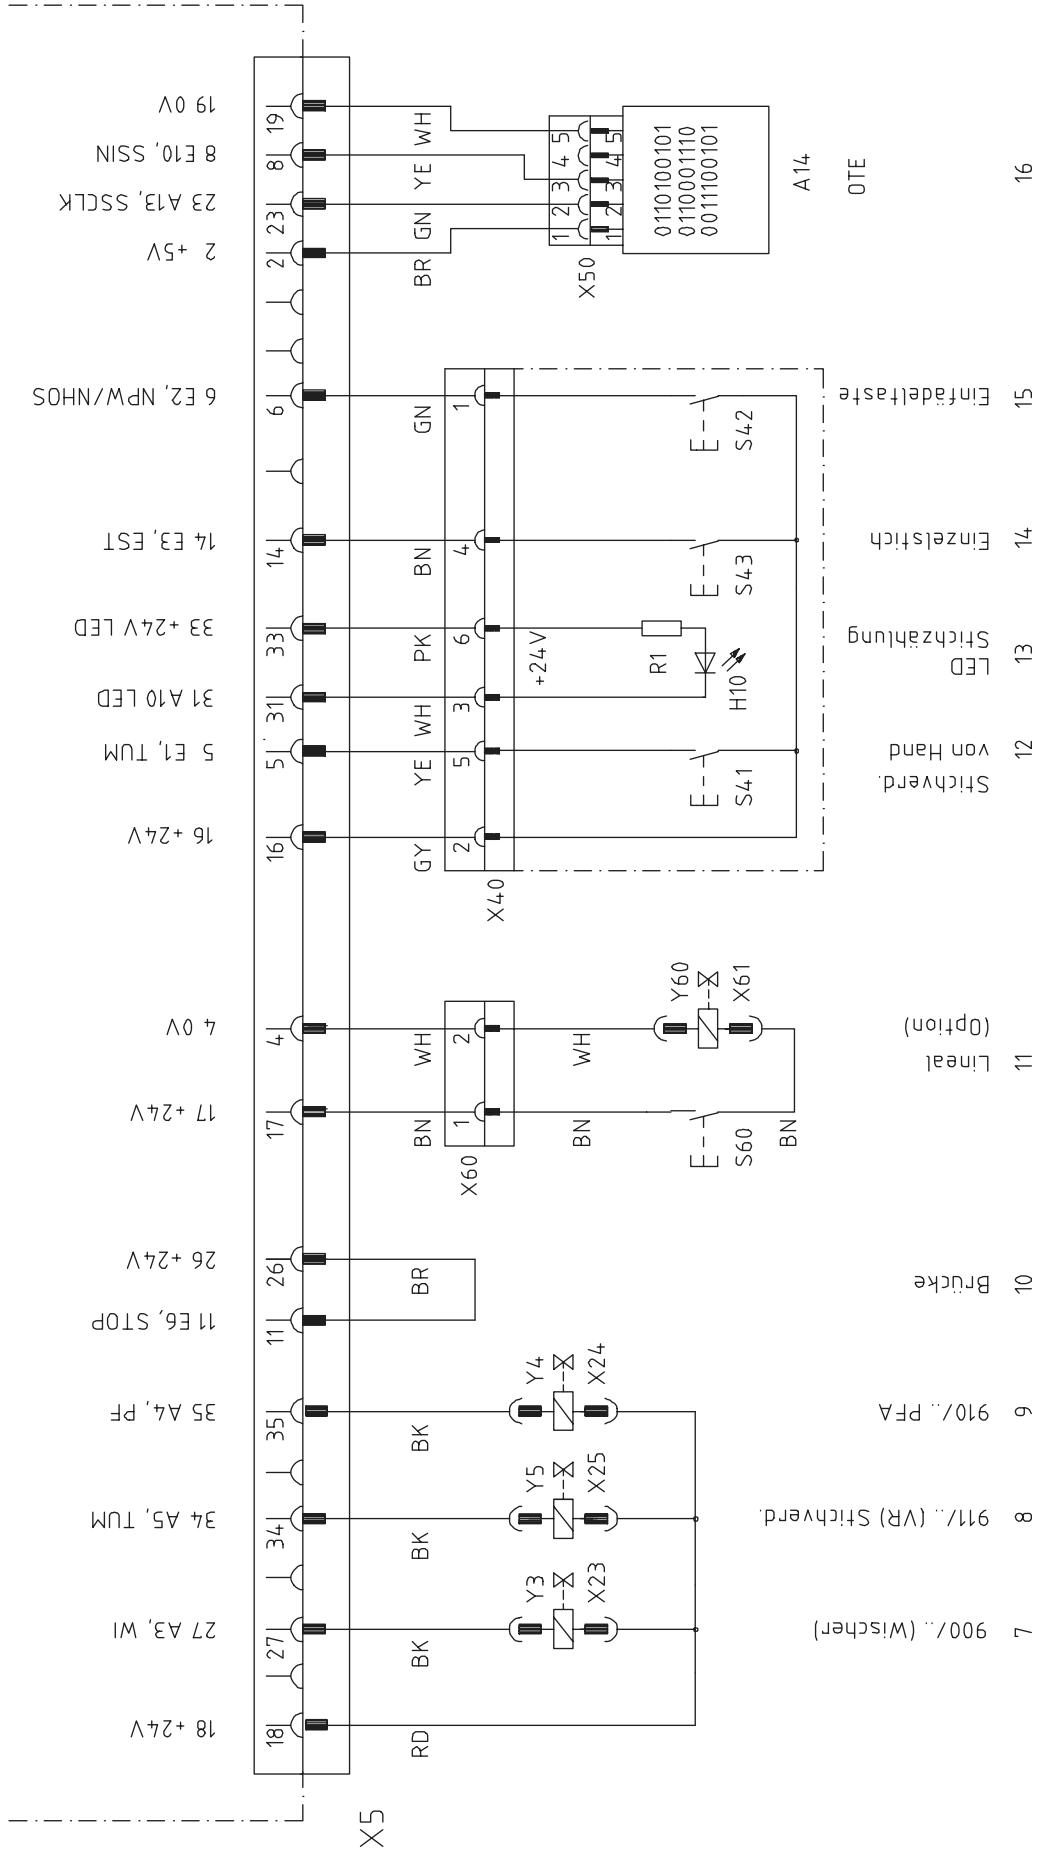 19 0V
8 E10, SSIN
23 A13, SSCLK
2 +5V
6 E2, NPW/NHOS
14 E3, EST
33 +24V LED
31 A10 LED
5 E1, TUM
16 +24V
4 0V
17 +24V
26 +24V
11 E6, STOP
35 A4, PF
34 A5, TUM
27 A3, WI
18 +24V
19
8
23
2
6
14
33
31
5
16
4
17
26
11
35
34
27
18
X5
WH
YE
GN
BR
GN
BN
PK
WH
YE
GY
WH
BN
BR
BK
BK
BK
RD
5
4
3
2
1
5
4
3
2
1
X50
0110100101
0110001110
0011100101
A14
OTE
16
1
4
6
3
5
2
X40
+24V
S42
S43
R1
H10
S41
Einfädeltaste
15
Einzelstich
14
LED
Stichzählung
13
Stichverd.
von Hand
12
2
1
X60
WH
BN
Y60
X61
S60
BN
Lineal
(Option)
11
Brücke
10
Y4
X24
910/.. PFA
9
Y5
X25
911/.. (VR) Stichverd.
8
Y3
X23
900/.. (Wischer)
7